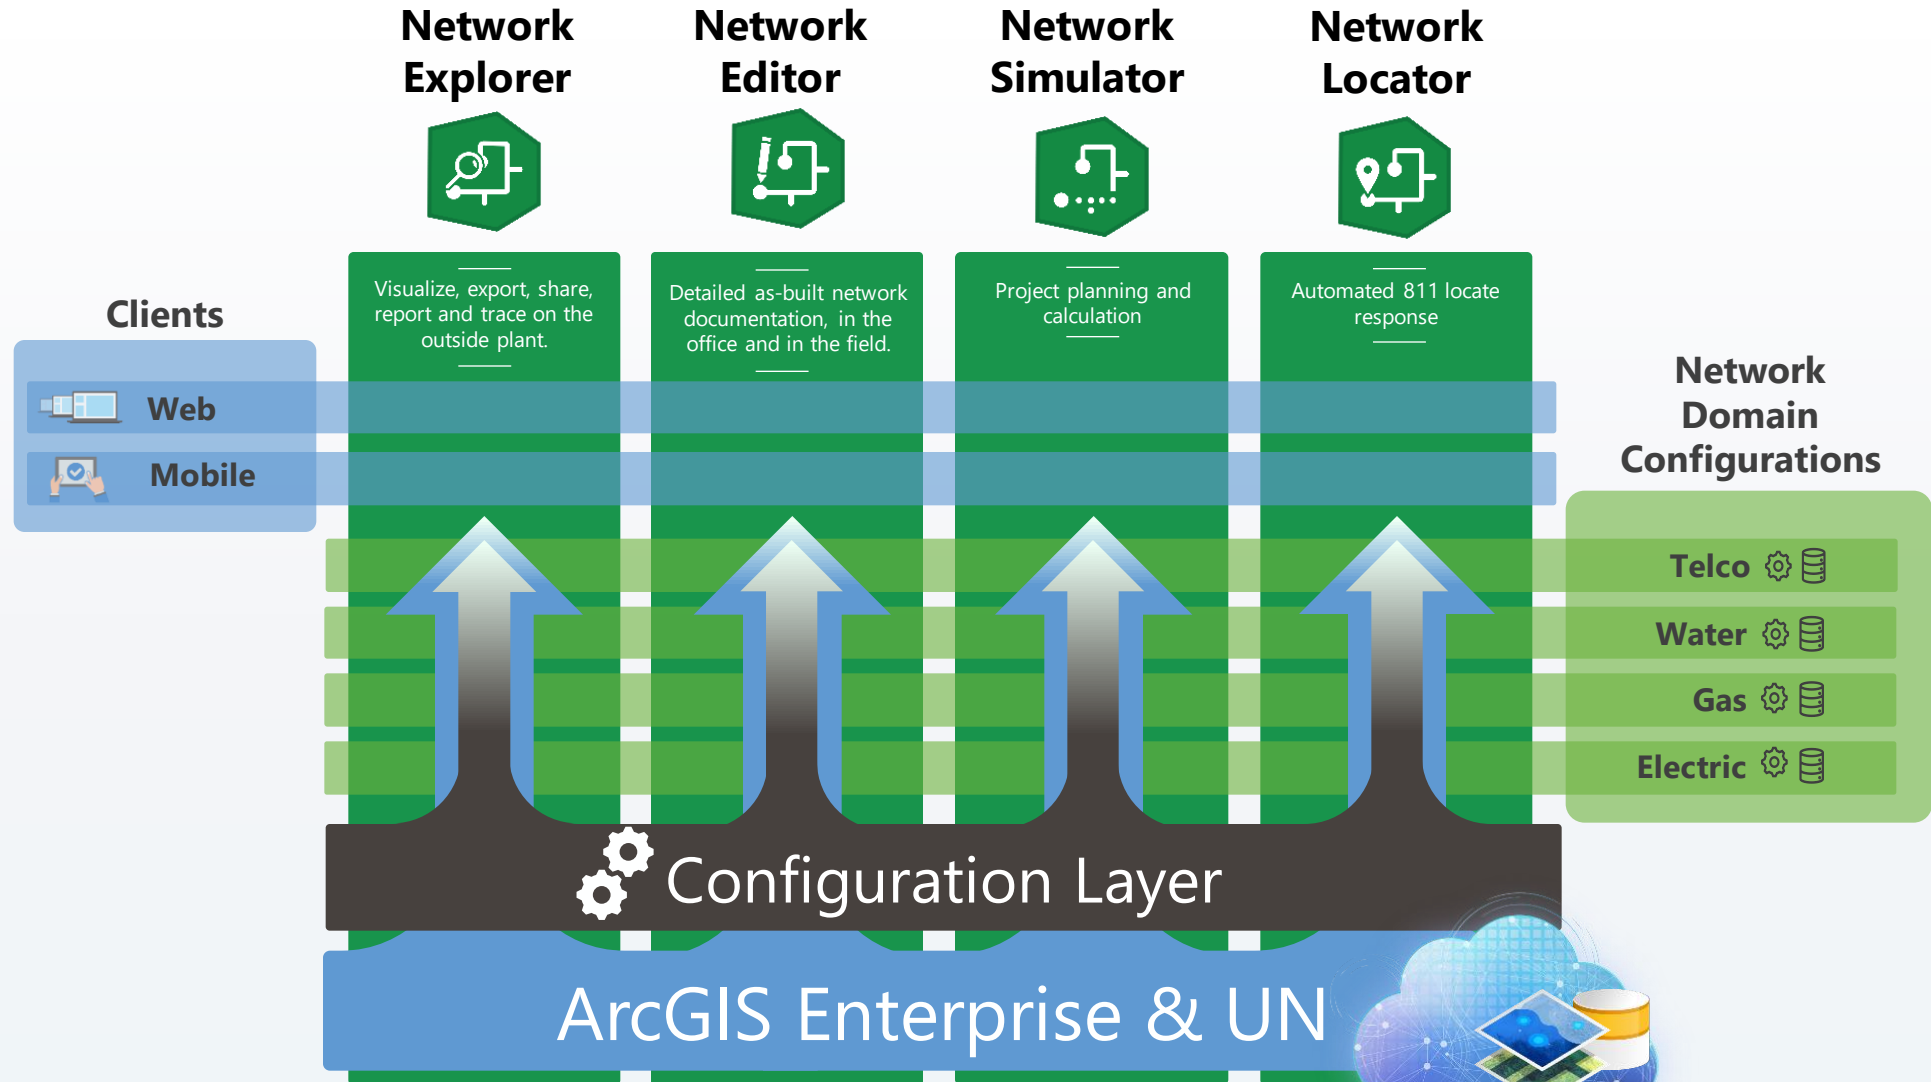 Network
Explorer
Network
Editor
Network
Simulator
Network
Locator
Visualize, export, share,
report and trace on the
outside plant.
Detailed as-built network
documentation, in the
office and in the field.
Project planning and
calculation
Automated 811 locate
response
Clients
Web
Mobile
Network
Domain
Configurations
Telco
Water
Gas
Electric
Configuration Layer
ArcGIS Enterprise & UN